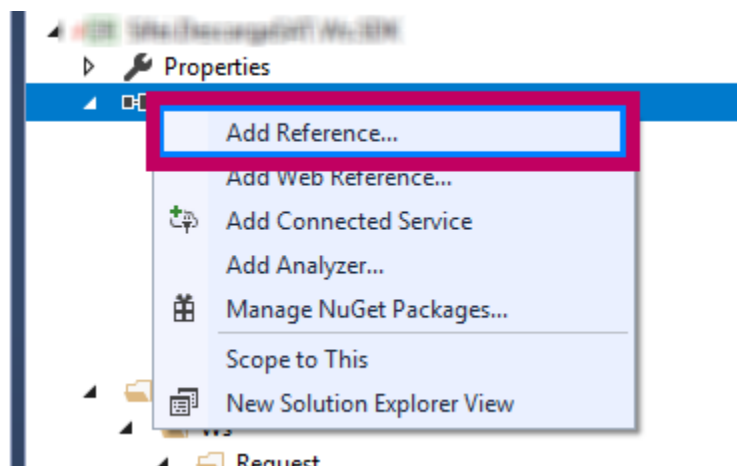 Properties
Add Reference...
Add Web Reference...
Add Connected Service
Add Analyzer...
Manage NuGet Packages...
Scope to This
New Solution Explorer View
Ws
Request